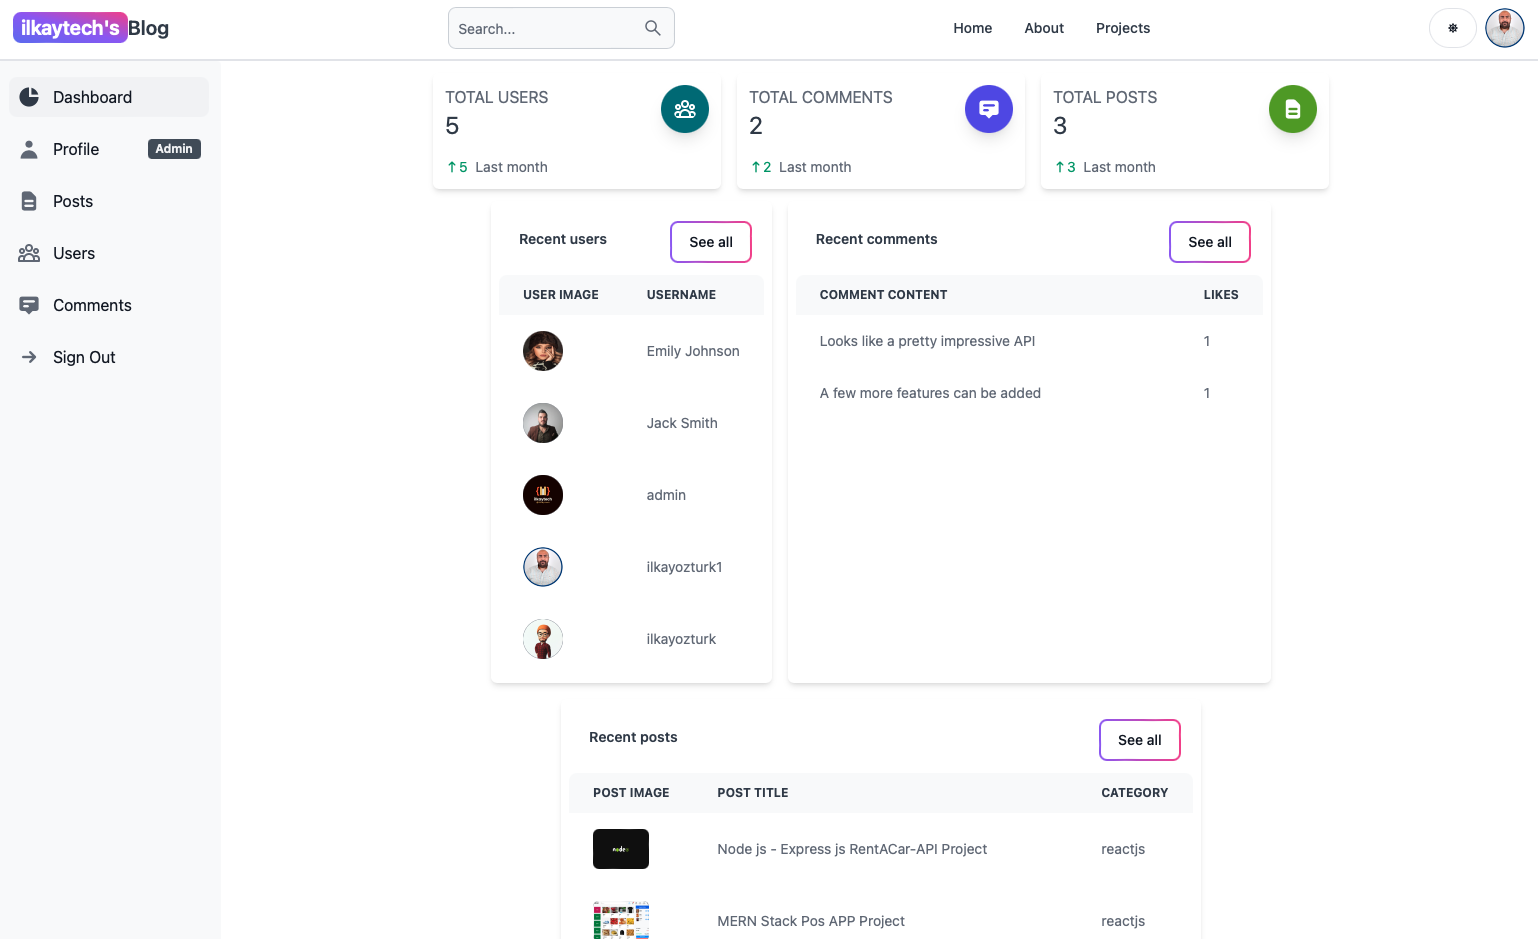 ilkaytech's Blog
Search...
Home
About
Projects
Dashboard
Profile
Admin
Posts
Users
Comments
Sign Out
TOTAL USERS
5
5 Last month
TOTAL COMMENTS
2
2 Last month
TOTAL POSTS
3
3 Last month
Recent users
See all
USER IMAGE USERNAME
Emily Johnson
Jack Smith
ilkaytech
admin
ilkayozturk1
ilkayozturk
Recent comments
See all
COMMENT CONTENT LIKES
Looks like a pretty impressive API 1
A few more features can be added 1
Recent posts
See all
POST IMAGE POST TITLE CATEGORY
node
Node js - Express js RentACar-API Project reactjs
MERN Stack Pos APP Project reactjs